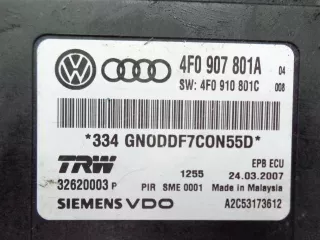 4F0 907 801A 04
SW: 4F0 910 801C 008
*334 GNODDF7CON55D*
TRW 1255 EPB ECU
24.03.2007
32620003 P PIR SME 0001 Made in Malaysia
SIEMENS VDO A2C53173612